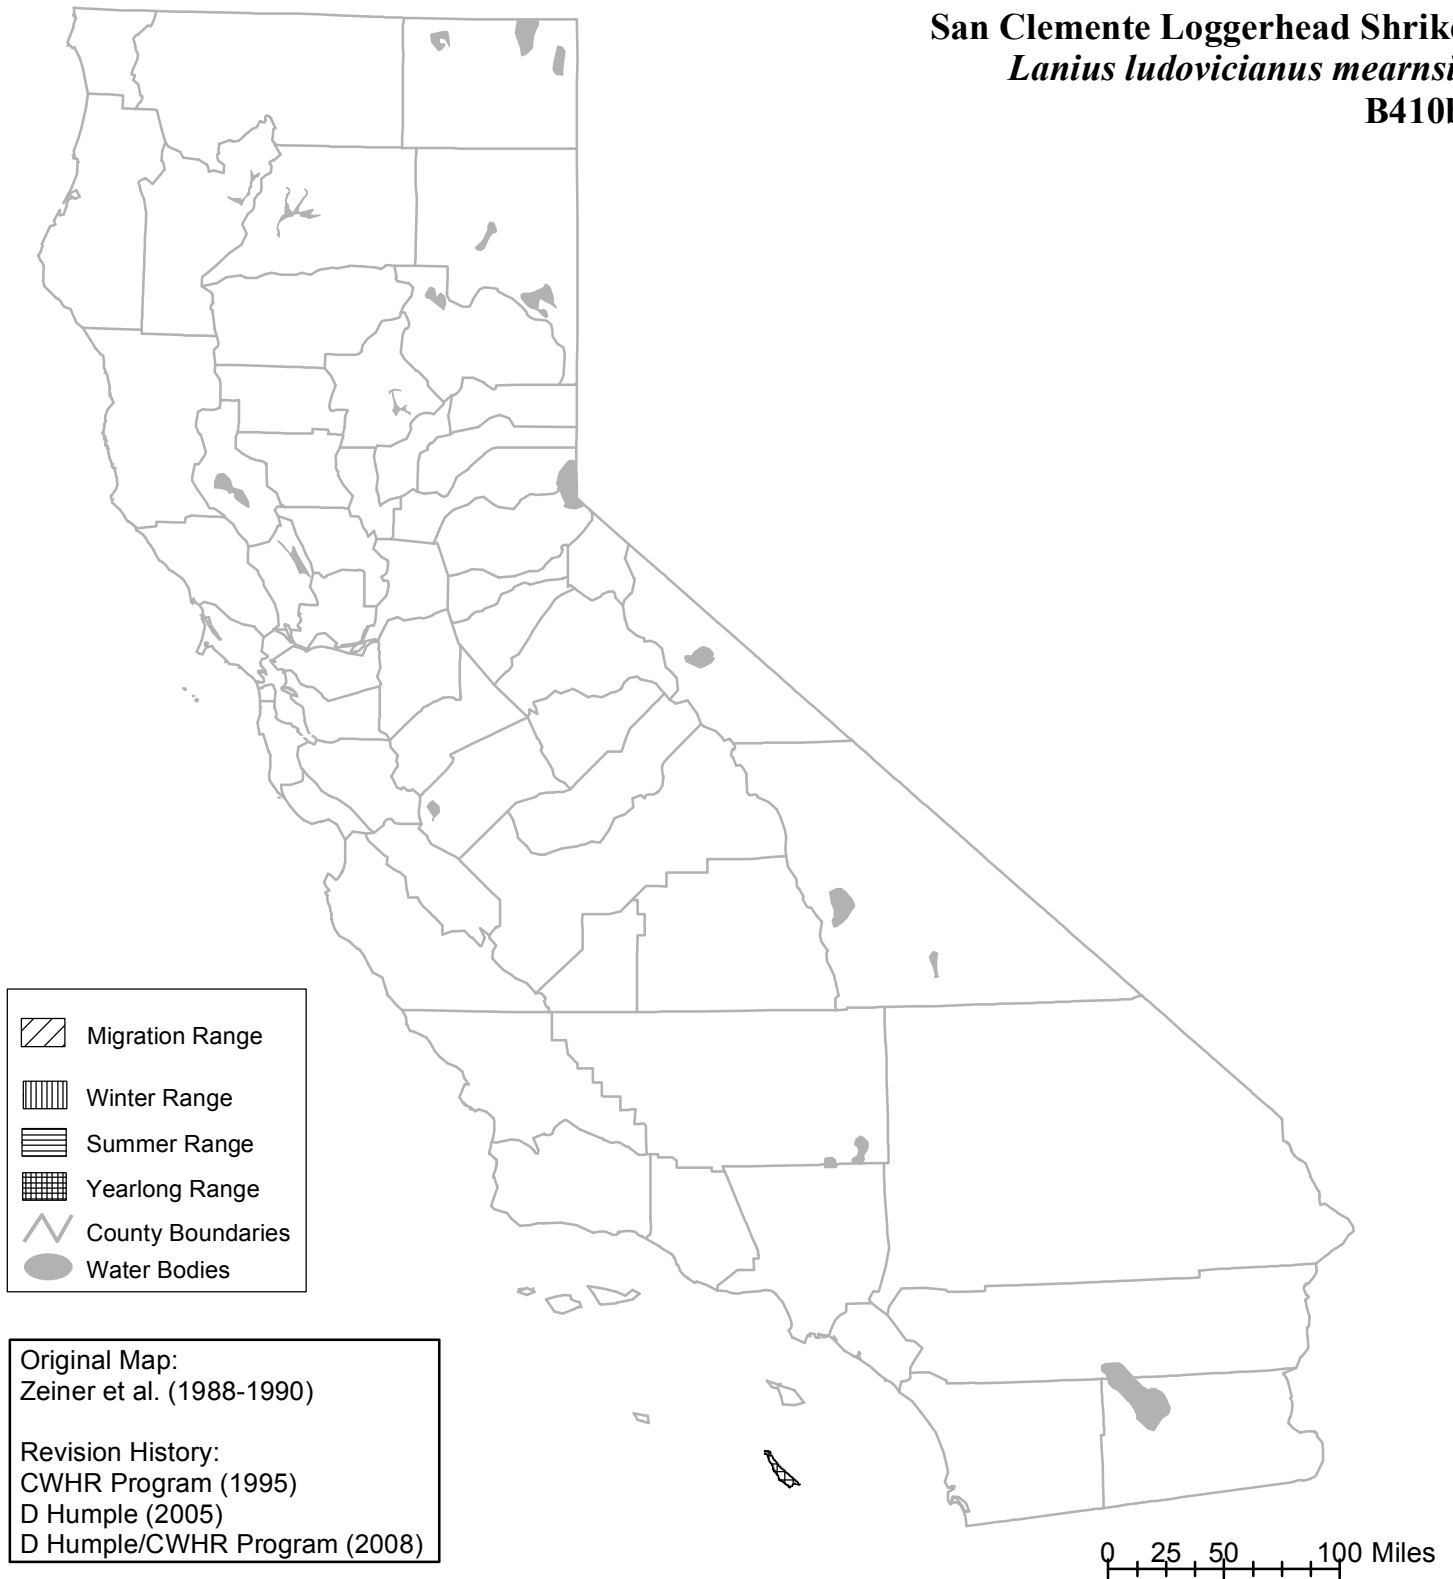 San Clemente Loggerhead Shrike
Lanius ludovicianus mearnsi
B410b
Migration Range
Winter Range
Summer Range
Yearlong Range
County Boundaries
Water Bodies
Original Map:
Zeiner et al. (1988-1990)
Revision History:
CWHR Program (1995)
D Humple (2005)
D Humple/CWHR Program (2008)
0 25 50 100 Miles